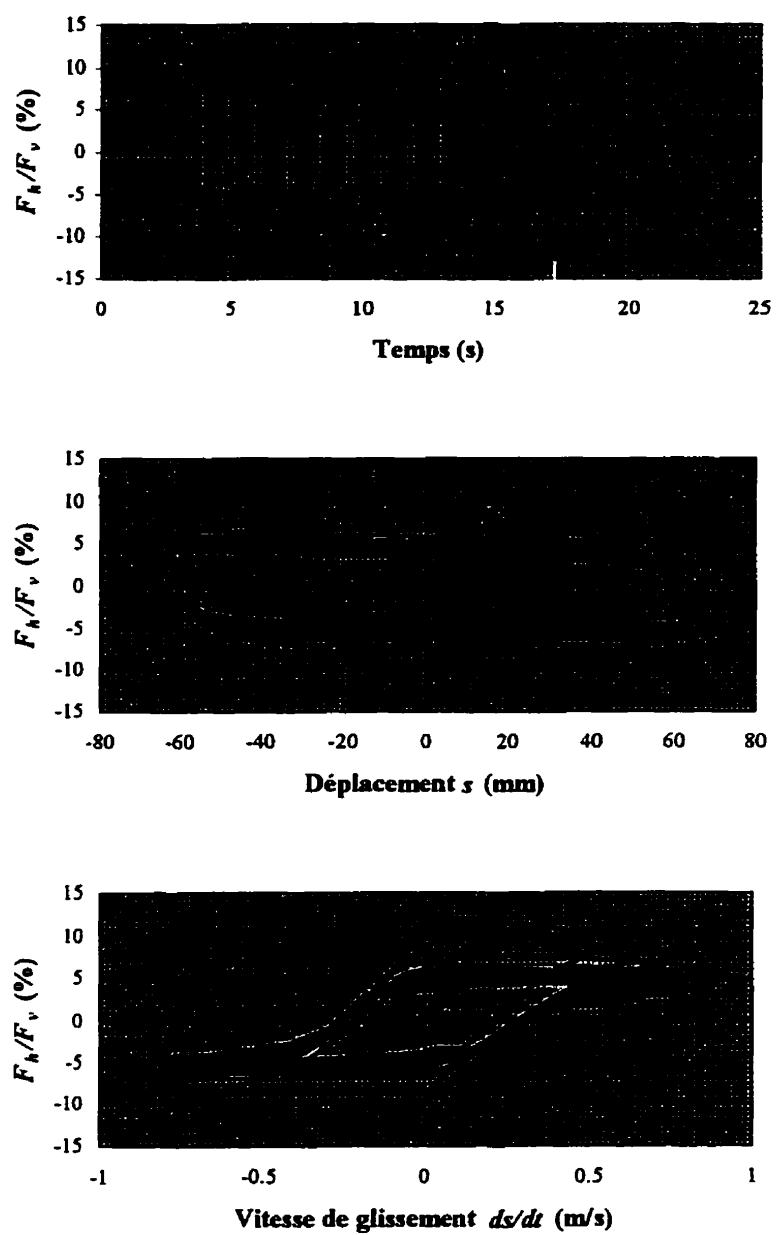 15
10
5
0
-5
-10
-15
F_h/F_v (%)
0 5 10 15 20 25
Temps (s)
15
10
5
0
-5
-10
-15
F_h/F_v (%)
-80 -60 -40 -20 0 20 40 60 80
Déplacement s (mm)
15
10
5
0
-5
-10
-15
F_h/F_v (%)
-1 -0.5 0 0.5 1
Vitesse de glissement ds/dt (m/s)